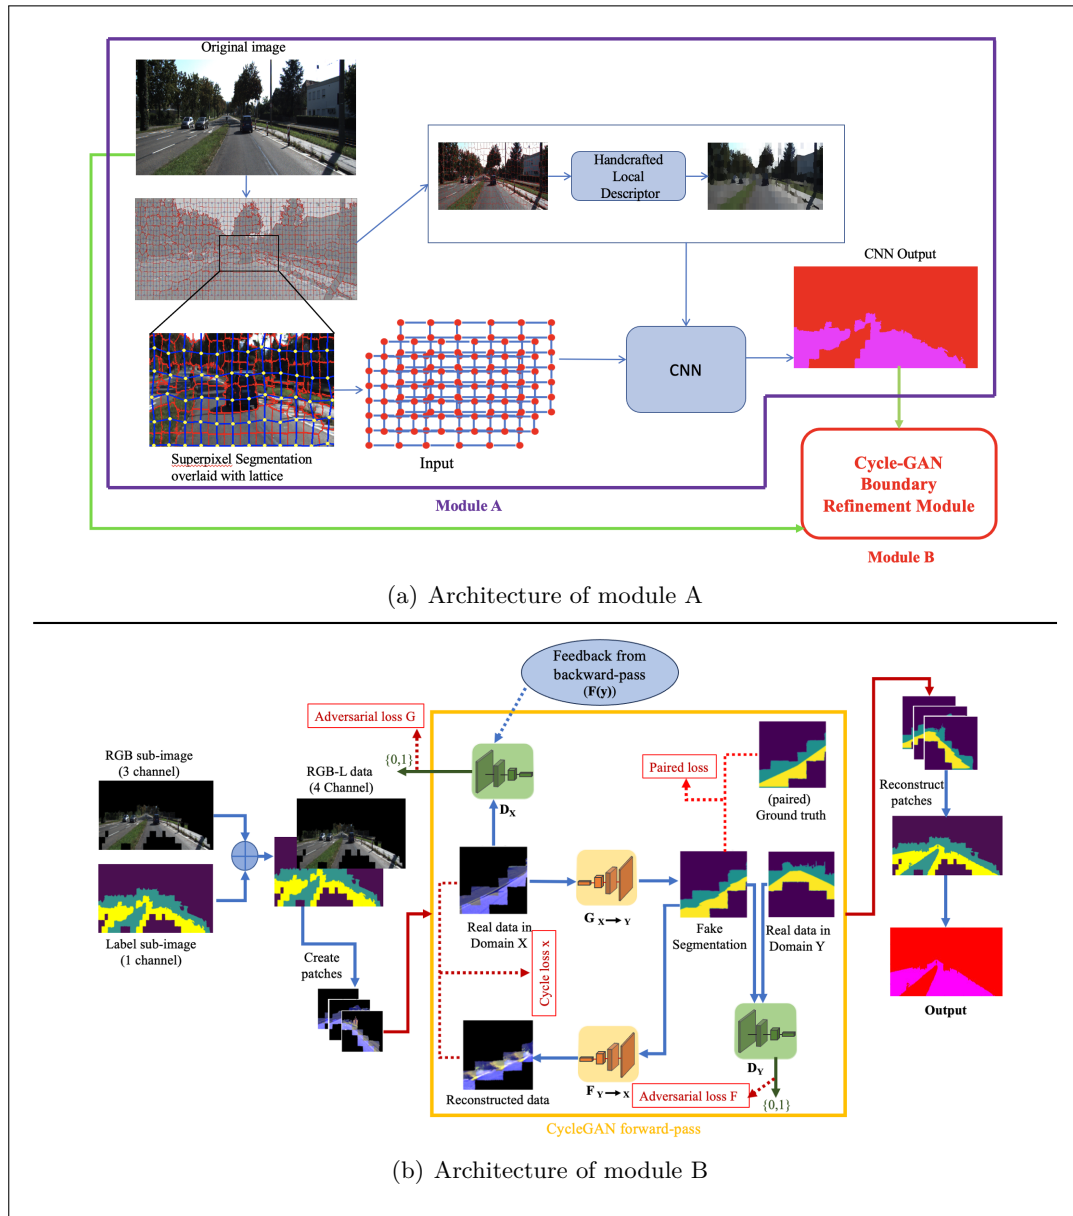 Original image
Handcrafted
Local
Descriptor
CNN Output
CNN
Superpixel Segmentation
overlaid with lattice
Input
Module A
Cycle-GAN
Boundary
Refinement Module
Module B
(a) Architecture of module A
Feedback from
backward-pass
(F(y))
Adversarial loss G
{0,1}
RGB sub-image
(3 channel)
RGB-L data
(4 Channel)
D_X
Paired loss
(paired)
Ground truth
Reconstruct
patches
Label sub-image
(1 channel)
Create
patches
Real data in
Domain X
G X→Y
Fake
Segmentation
Real data in
Domain Y
Cycle loss x
Output
Reconstructed data
F Y→X
D_Y
Adversarial loss F
{0,1}
CycleGAN forward-pass
(b) Architecture of module B